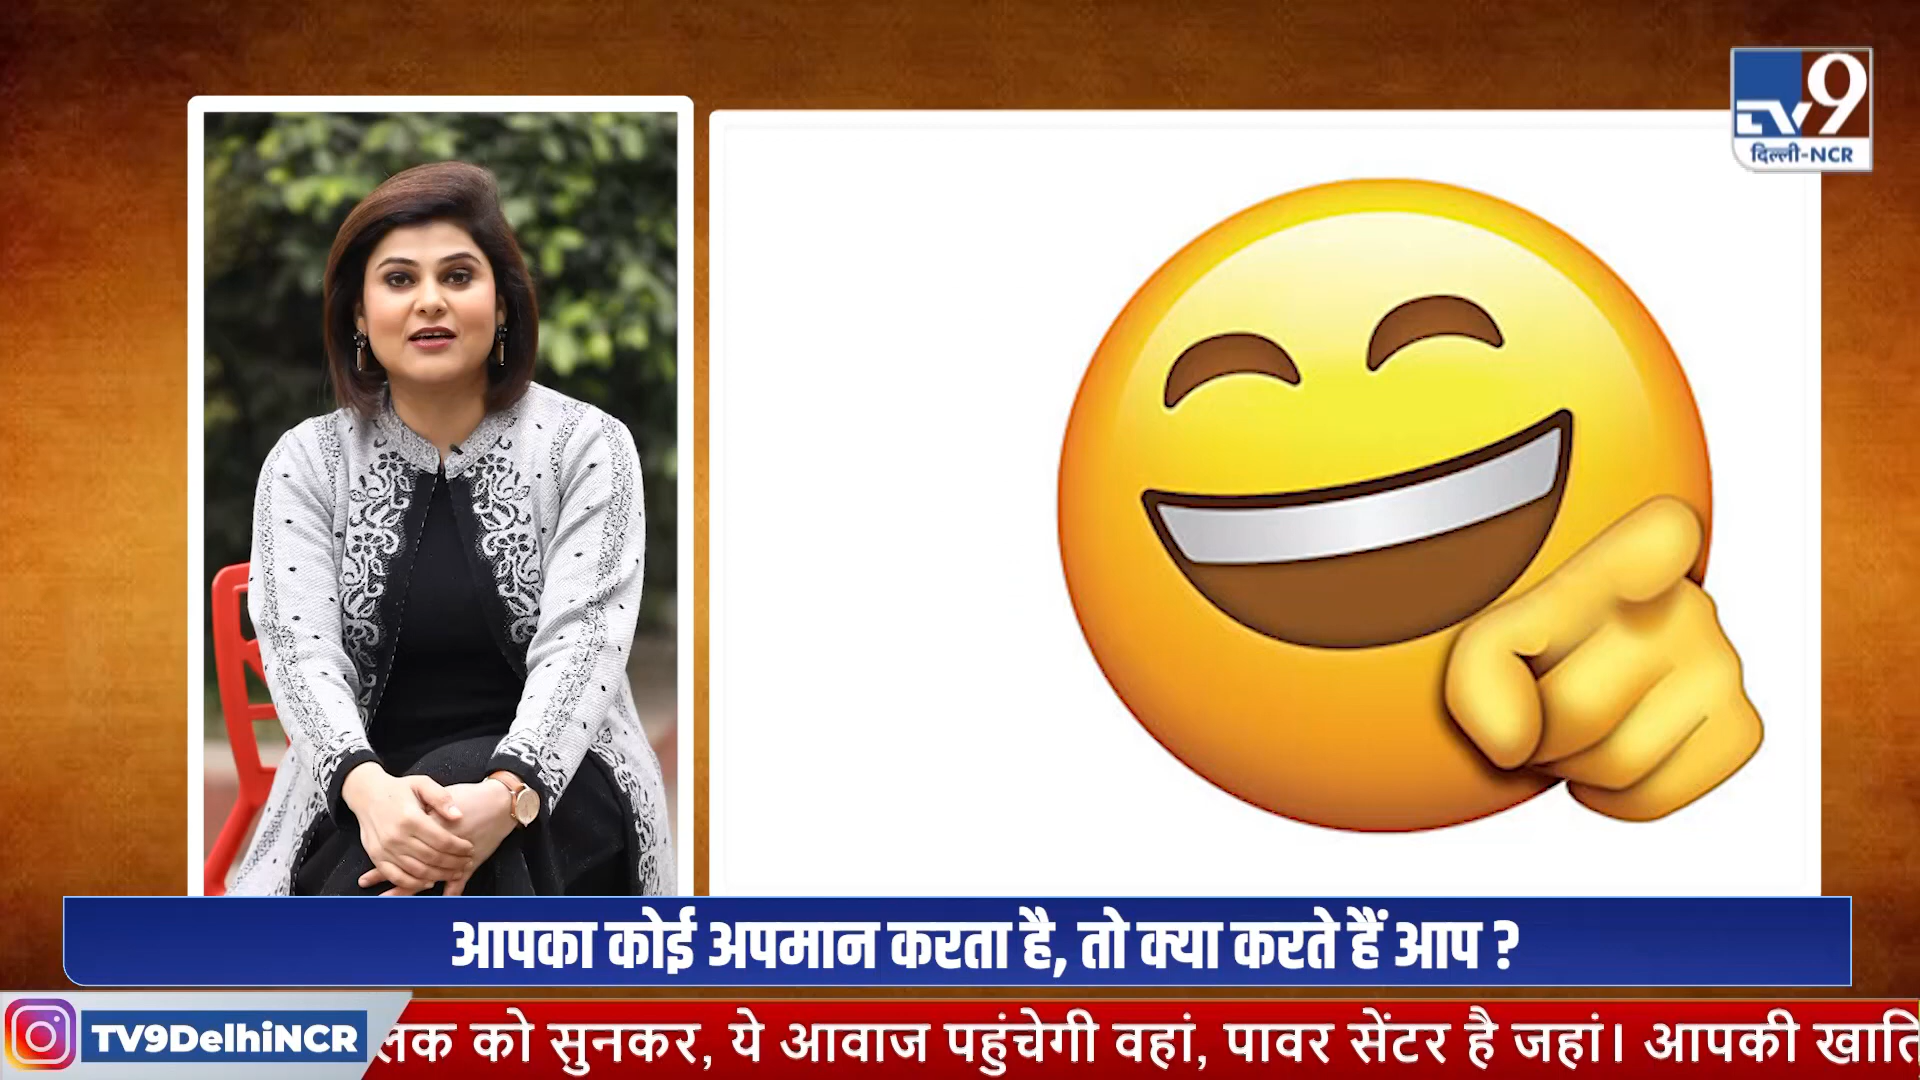 TV9
दिल्ली-NCR
आपका कोई अपमान करता है, तो क्या करते हैं आप ?
TV9DelhiNCR
को सुनकर, ये आवाज पहुंचेगी वहां, पावर सेंटर है जहां। आपकी